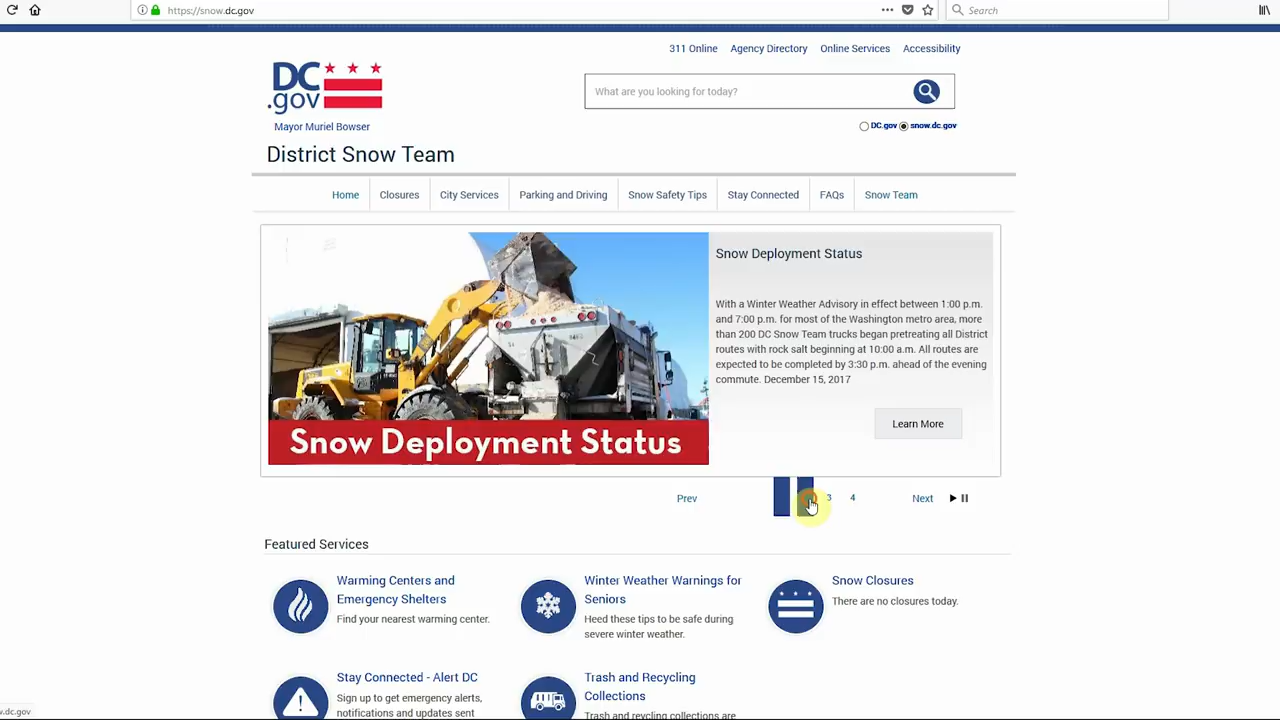 https://snow.dc.gov
Search
311 Online Agency Directory Online Services Accessibility
DC
.gov
What are you looking for today?
Mayor Muriel Bowser
DC.gov snow.dc.gov
District Snow Team
Home Closures City Services Parking and Driving Snow Safety Tips Stay Connected FAQs Snow Team
Snow Deployment Status
Snow Deployment Status
With a Winter Weather Advisory in effect between 1:00 p.m.
and 7:00 p.m. for most of the Washington metro area, more
than 200 DC Snow Team trucks began pretreating all District
routes with rock salt beginning at 10:00 a.m. All routes are
expected to be completed by 3:30 p.m. ahead of the evening
commute. December 15, 2017
Learn More
Prev 3 4 Next
Featured Services
Warming Centers and
Emergency Shelters
Find your nearest warming center.
Winter Weather Warnings for
Seniors
Heed these tips to be safe during
severe winter weather.
Snow Closures
There are no closures today.
Stay Connected - Alert DC
Sign up to get emergency alerts,
notifications and updates sent
Trash and Recycling
Collections
Trash and recycling collections are
w.dc.gov